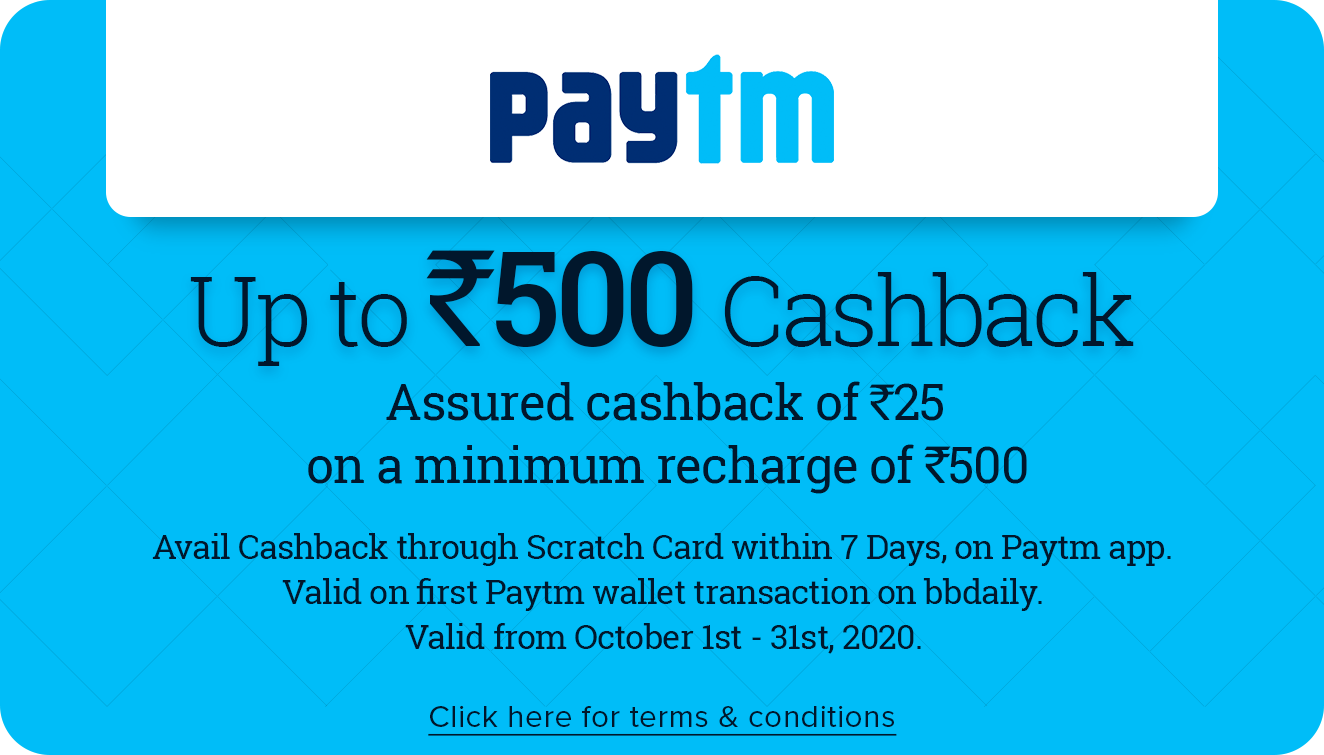 paytm
Up to ₹500 Cashback
Assured cashback of ₹25
on a minimum recharge of ₹500
Avail Cashback through Scratch Card within 7 Days, on Paytm app.
Valid on first Paytm wallet transaction on bbdaily.
Valid from October 1st - 31st, 2020.
Click here for terms & conditions